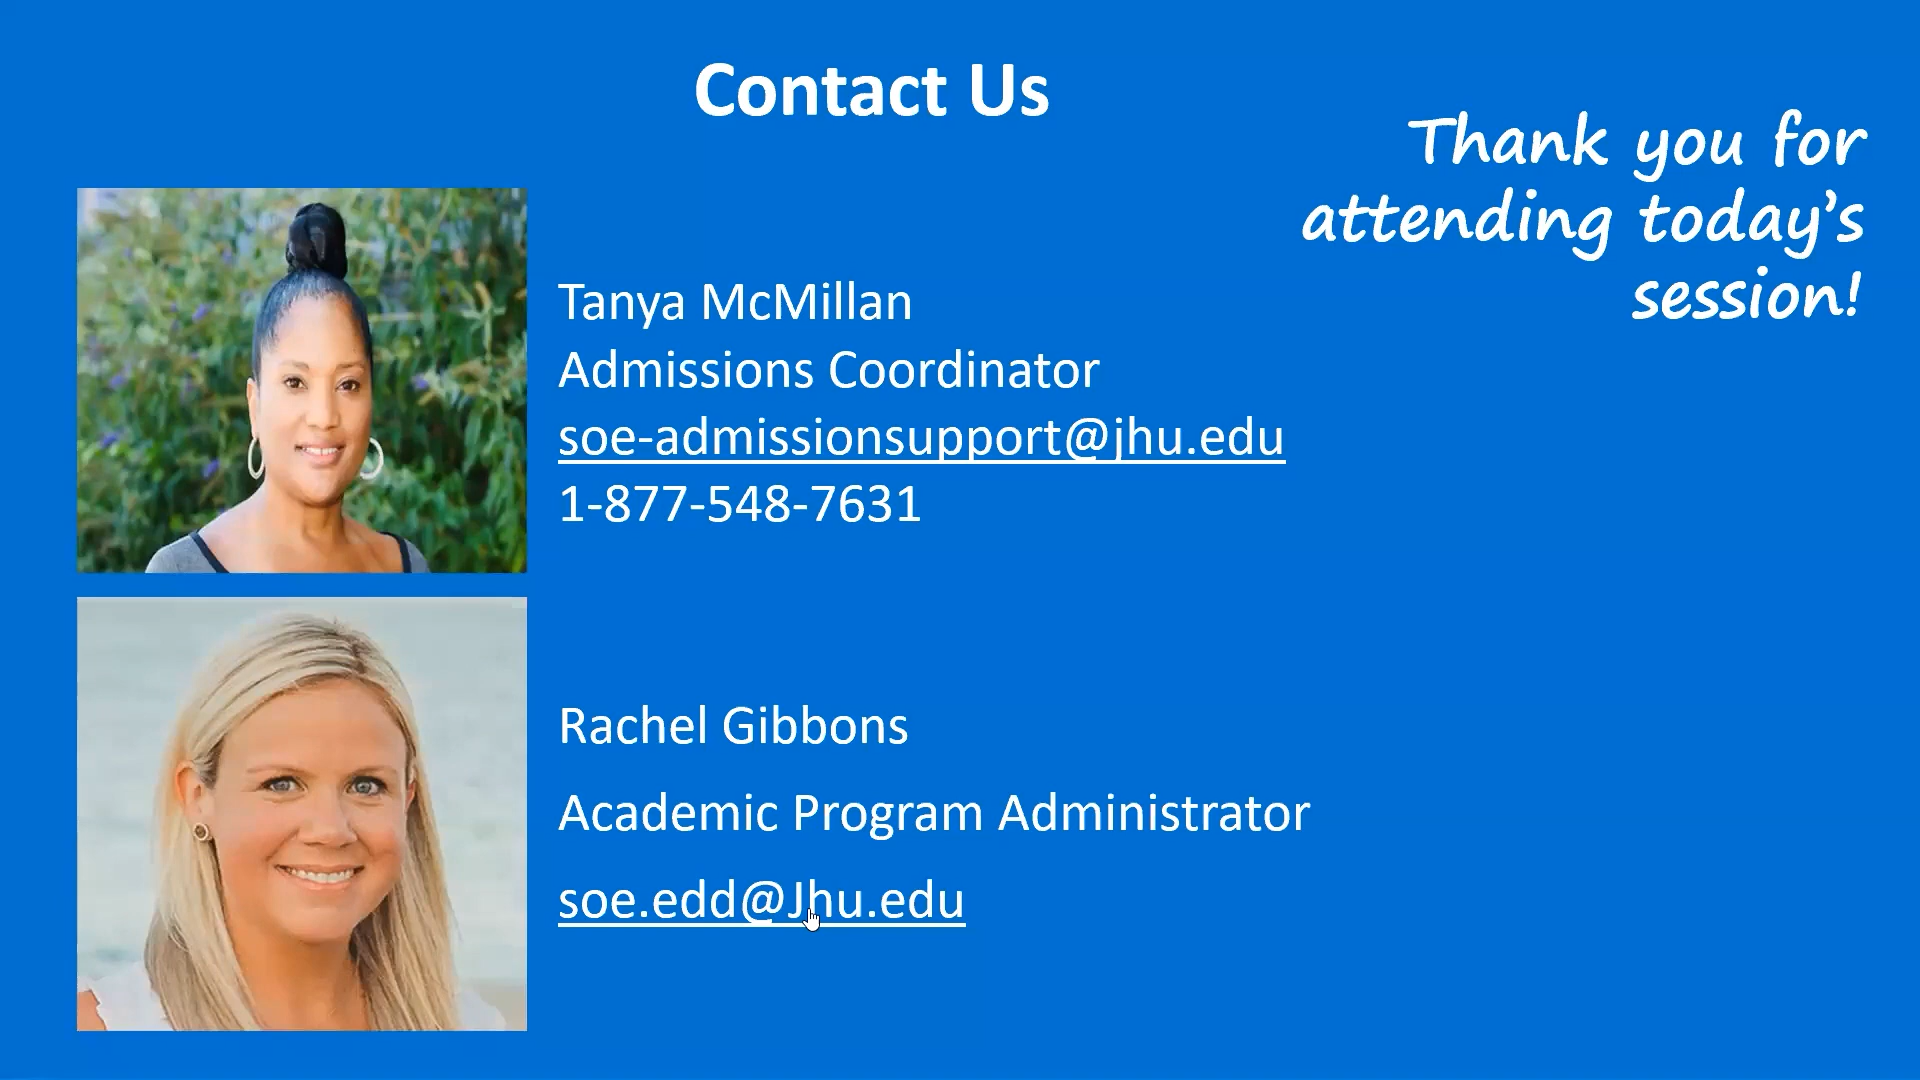 Contact Us
Thank you for
attending today's
session!
Tanya McMillan
Admissions Coordinator
soe-admissionsupport@jhu.edu
1-877-548-7631
Rachel Gibbons
Academic Program Administrator
soe.edd@Jhu.edu